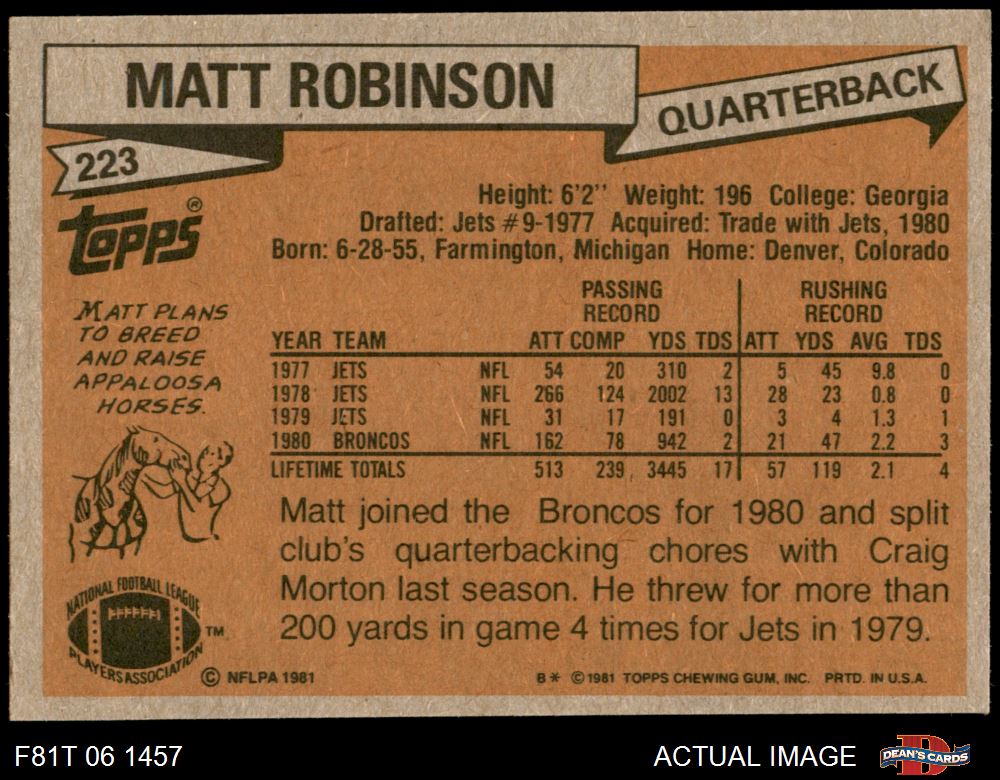 MATT ROBINSON
QUARTERBACK
223
TOPPS®
Height: 6'2'' Weight: 196 College: Georgia
Drafted: Jets #9-1977 Acquired: Trade with Jets, 1980
Born: 6-28-55, Farmington, Michigan Home: Denver, Colorado
MATT PLANS
TO BREED
AND RAISE
APPALOOSA
HORSES.
PASSING RUSHING
RECORD RECORD
YEAR TEAM ATT COMP YDS TDS ATT YDS AVG TDS
1977 JETS NFL 54 20 310 2 5 45 9.8 0
1978 JETS NFL 266 124 2002 13 28 23 0.8 0
1979 JETS NFL 31 17 191 0 3 4 1.3 1
1980 BRONCOS NFL 162 78 942 2 21 47 2.2 3
LIFETIME TOTALS 513 239 3445 17 57 119 2.1 4
Matt joined the Broncos for 1980 and split
club's quarterbacking chores with Craig
Morton last season. He threw for more than
200 yards in game 4 times for Jets in 1979.
NATIONAL FOOTBALL LEAGUE
PLAYERS ASSOCIATION
TM
© NFLPA 1981
B* © 1981 TOPPS CHEWING GUM, INC. PRTD. IN U.S.A.
F81T 06 1457
ACTUAL IMAGE
DEAN'S CARDS